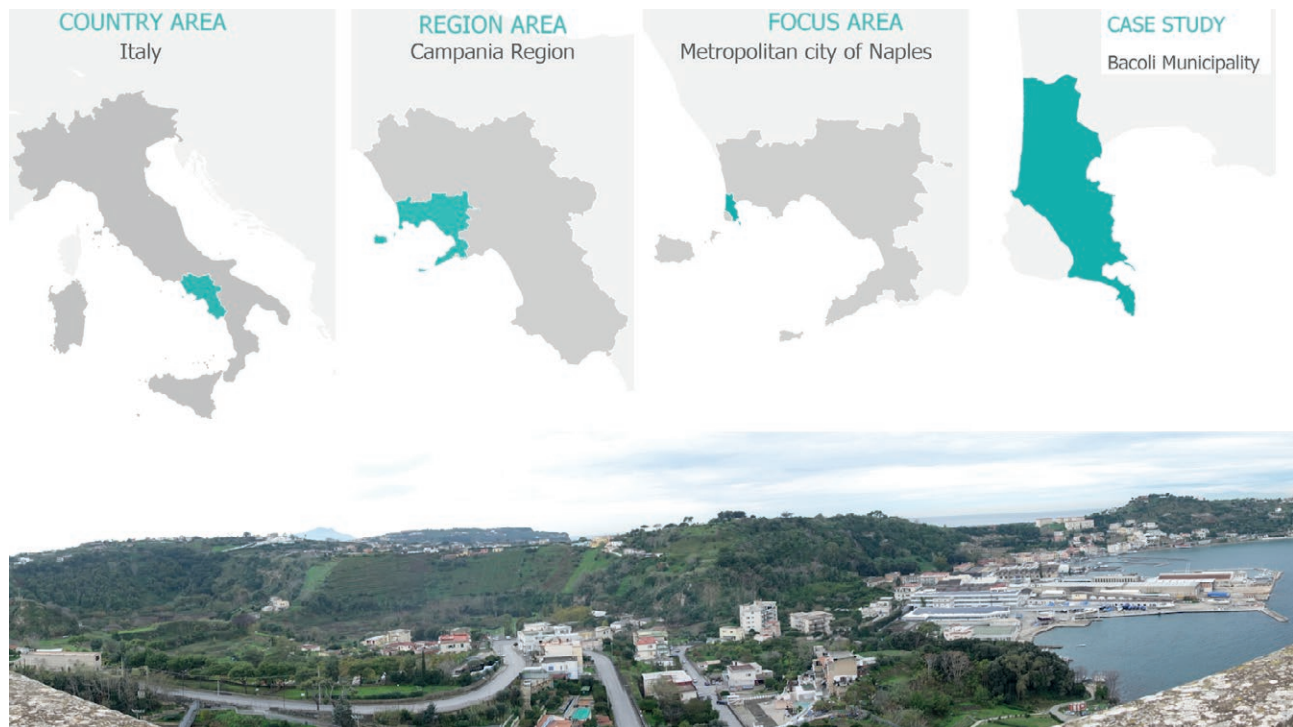 COUNTRY AREA
Italy
REGION AREA
Campania Region
FOCUS AREA
Metropolitan city of Naples
CASE STUDY
Bacoli Municipality